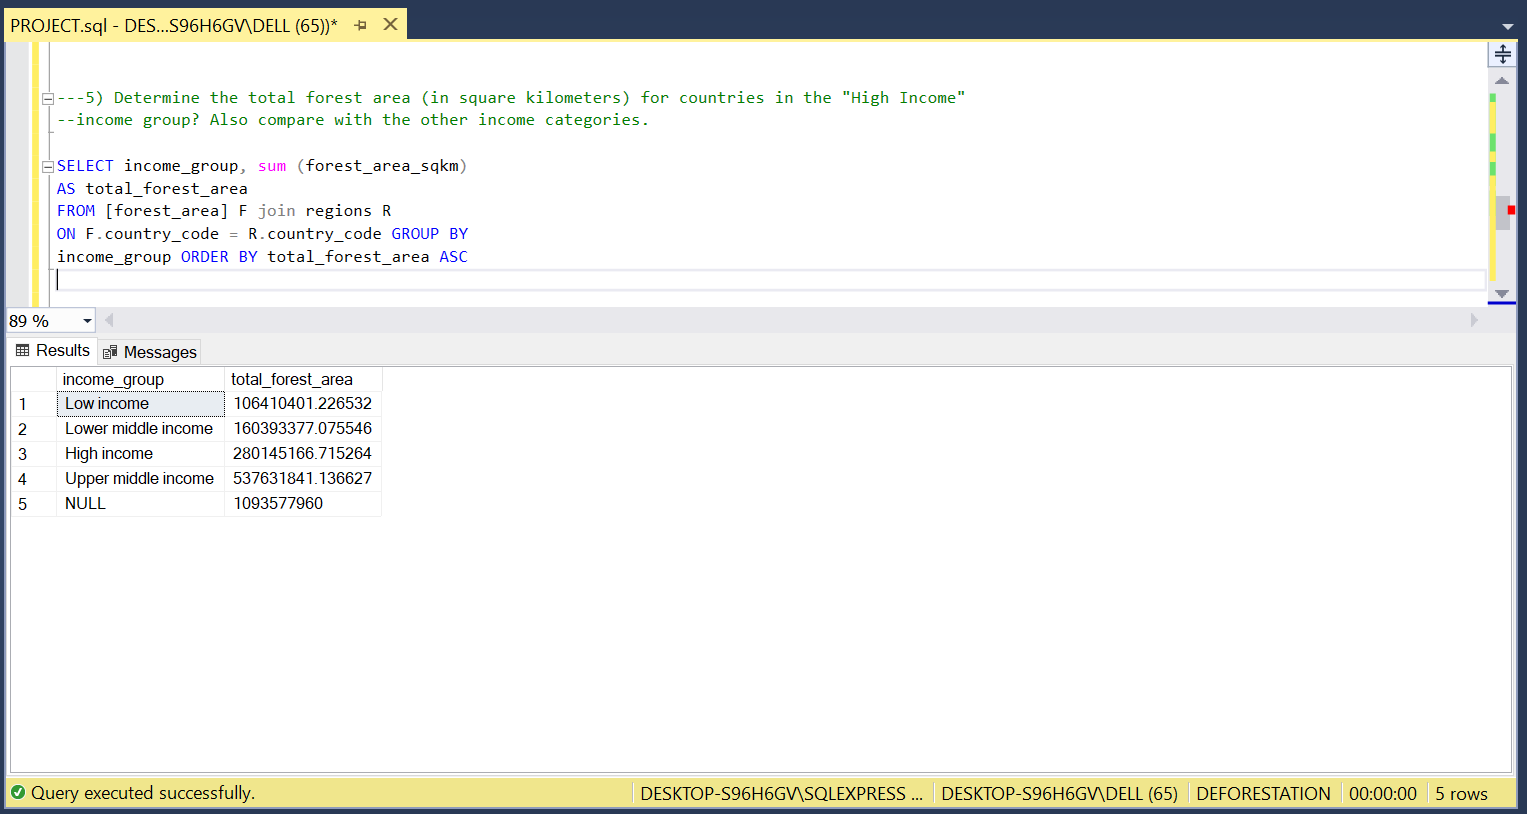 PROJECT.sql - DES...S96H6GV\DELL (65))*
---5) Determine the total forest area (in square kilometers) for countries in the "High Income"
--income group? Also compare with the other income categories.
SELECT income_group, sum (forest_area_sqkm)
AS total_forest_area
FROM [forest_area] F join regions R
ON F.country_code = R.country_code GROUP BY
income_group ORDER BY total_forest_area ASC
89 %
Results Messages
income_group total_forest_area
1 Low income 106410401.226532
2 Lower middle income 160393377.075546
3 High income 280145166.715264
4 Upper middle income 537631841.136627
5 NULL 1093577960
Query executed successfully. DESKTOP-S96H6GV\SQLEXPRESS ... DESKTOP-S96H6GV\DELL (65) DEFORESTATION 00:00:00 5 rows